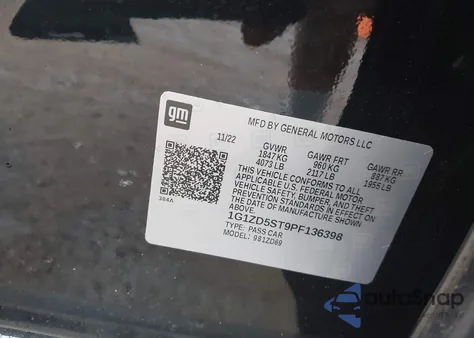 gm
MFD BY GENERAL MOTORS LLC
11/22
GVWR GAWR FRT GAWR RR
1847 KG 960 KG 887 KG
4073 LB 2117 LB 1955 LB
THIS VEHICLE CONFORMS TO ALL
APPLICABLE U.S. FEDERAL MOTOR
VEHICLE SAFETY, BUMPER, AND THEFT
PREVENTION STANDARDS IN EFFECT ON
THE DATE OF MANUFACTURE SHOWN
ABOVE.
384A
1G1ZD5ST9PF136398
TYPE: PASS CAR
MODEL: 981ZD69
AutoSnap